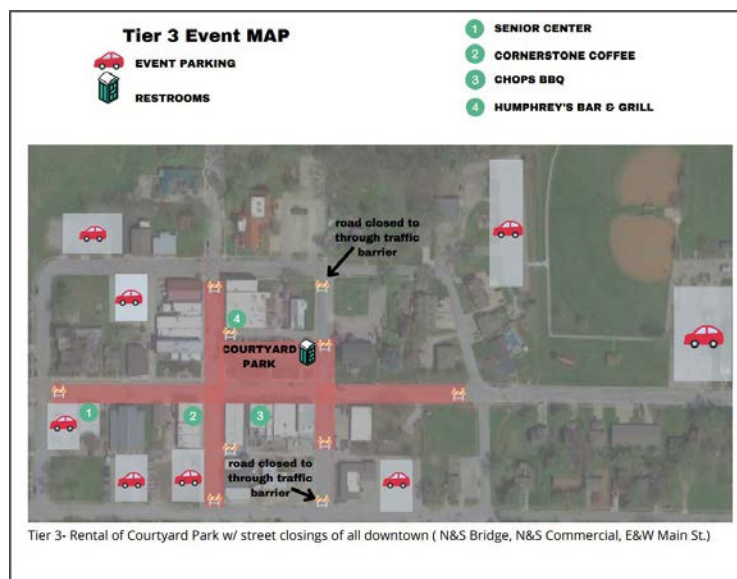 Tier 3 Event MAP
EVENT PARKING
RESTROOMS
1 SENIOR CENTER
2 CORNERSTONE COFFEE
3 CHOPS BBQ
4 HUMPHREY'S BAR & GRILL
road closed to
through traffic
barrier
4
COURTYARD
PARK
1
2
3
road closed to
through traffic
barrier
Tier 3- Rental of Courtyard Park w/ street closings of all downtown ( N&S Bridge, N&S Commercial, E&W Main St.)